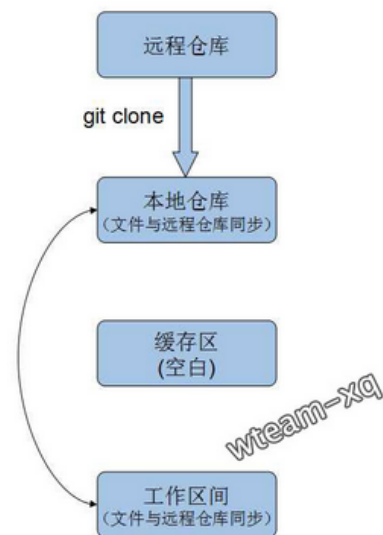 远程仓库
git clone
本地仓库
(文件与远程仓库同步)
缓存区
(空白)
wteam-xq
工作区间
(文件与远程仓库同步)